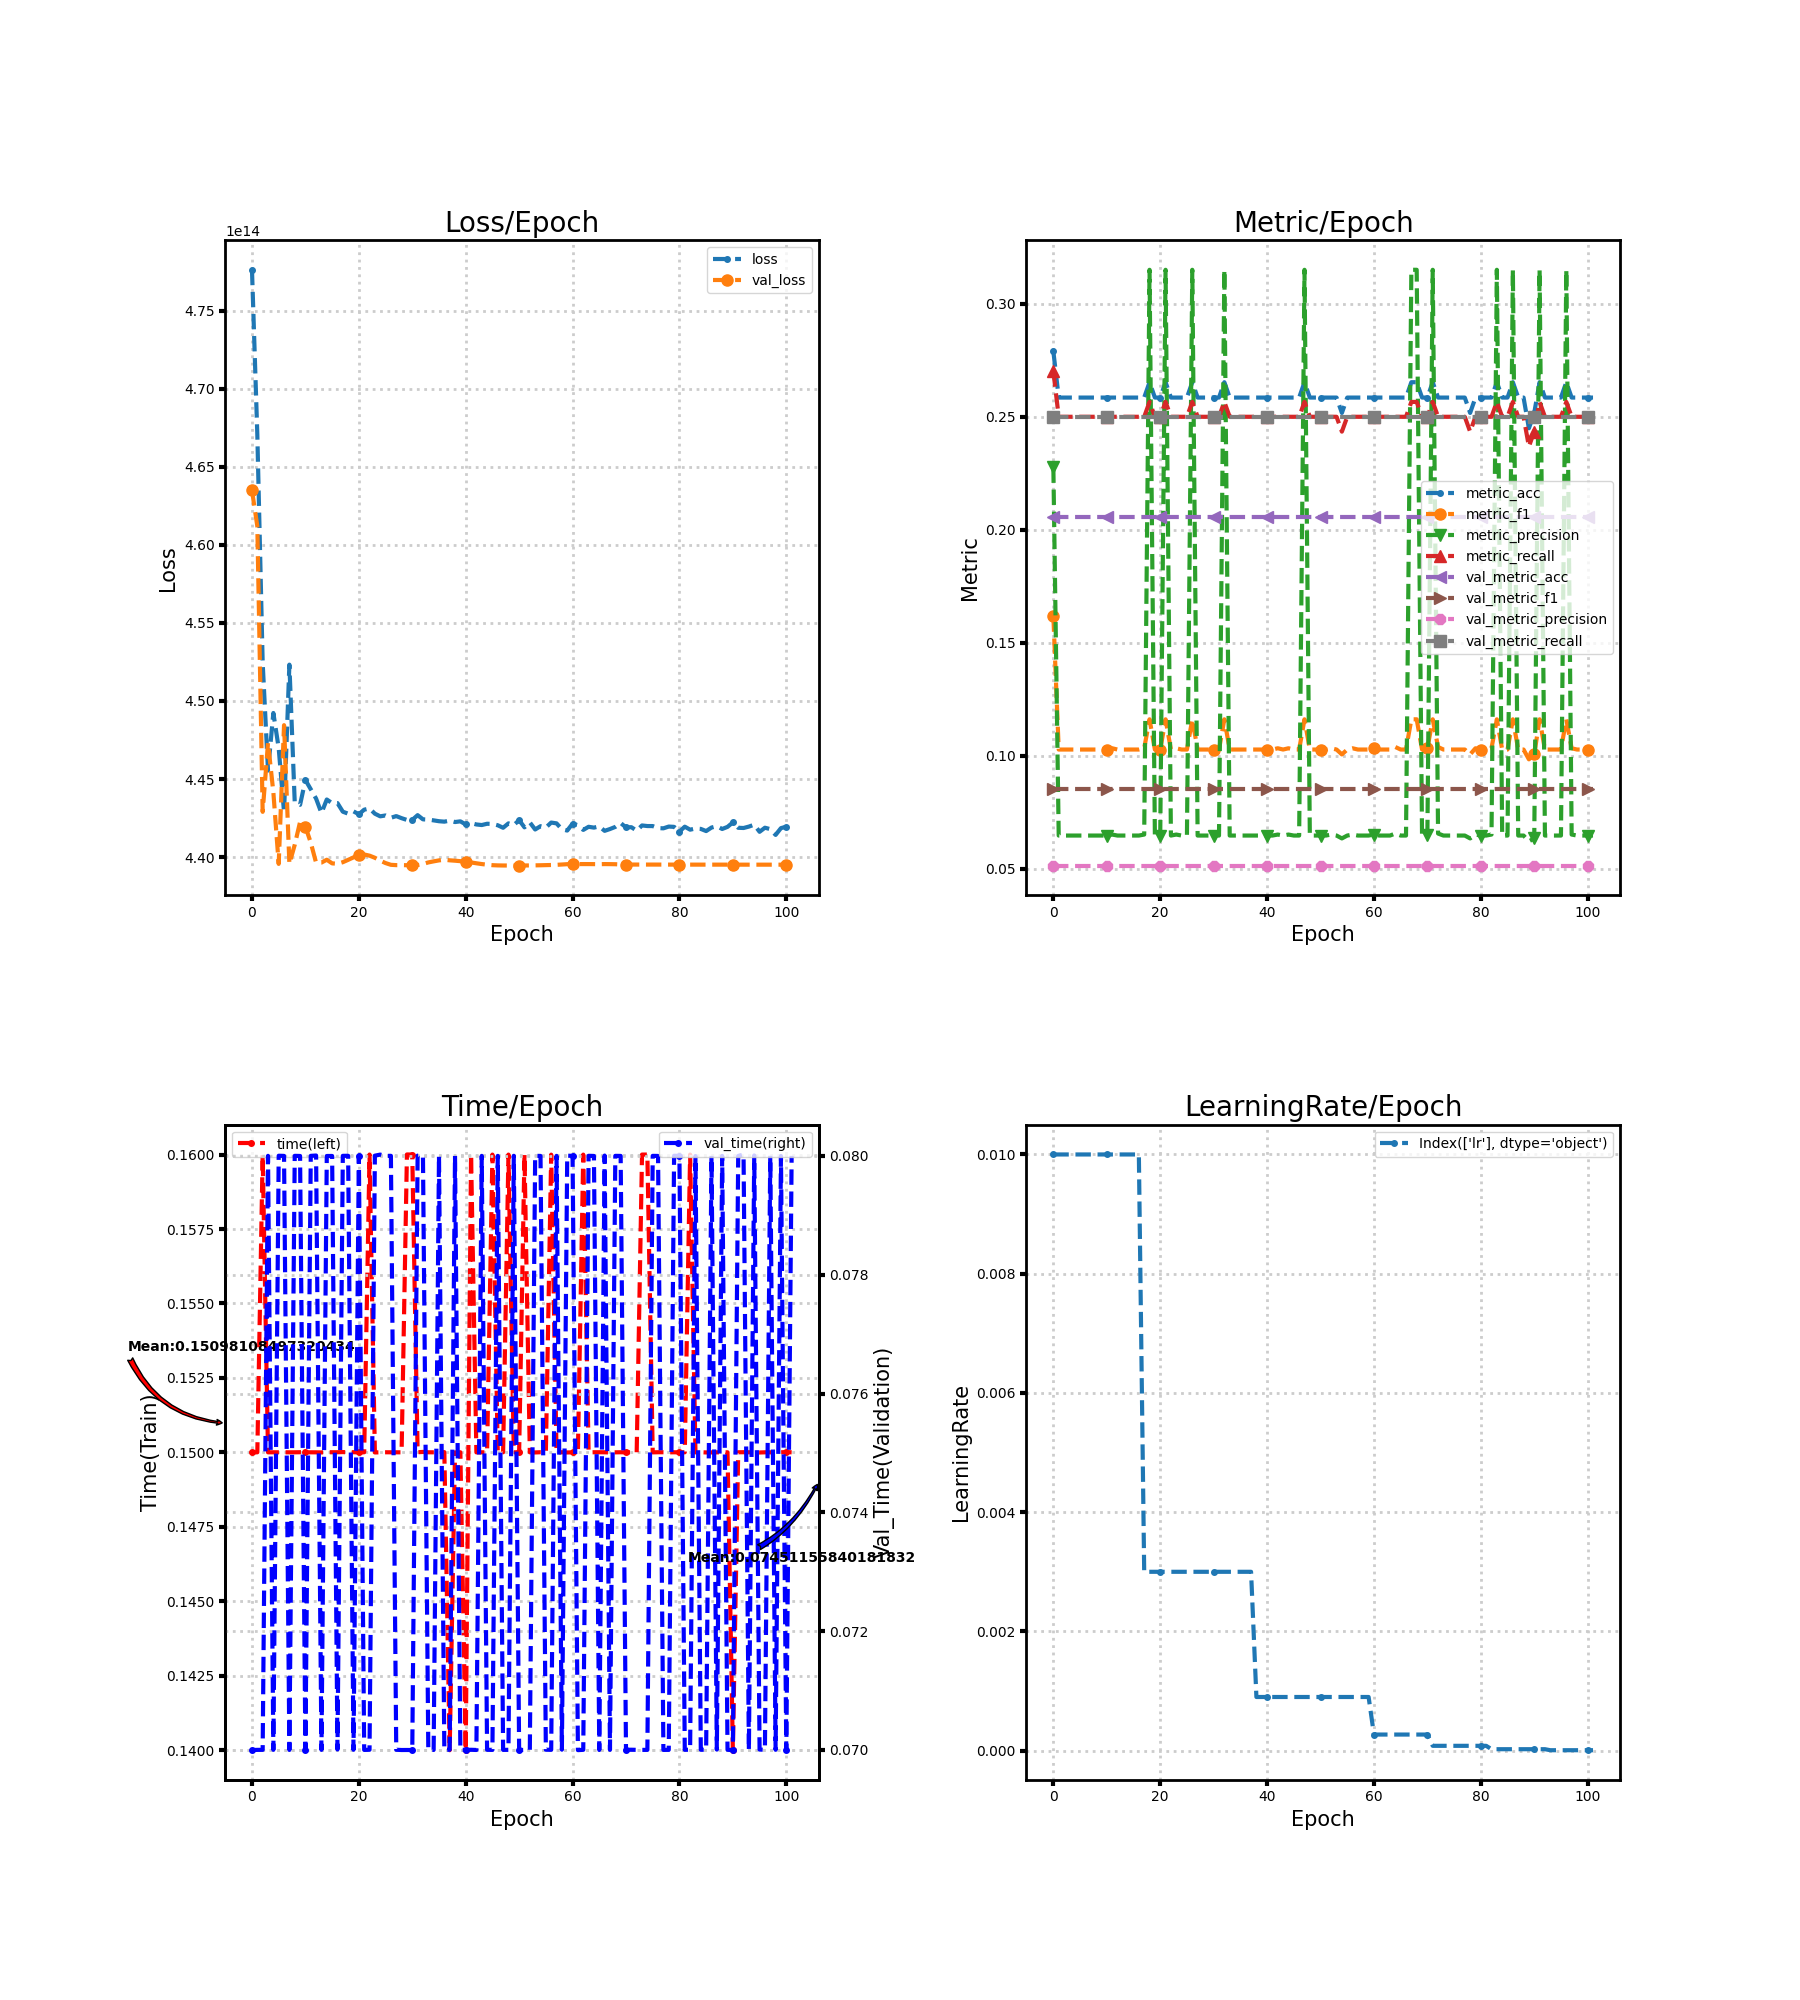 Loss/Epoch
1e14
loss
val_loss
4.75
4.70
4.65
4.60
4.55
4.50
4.45
4.40
Loss
0
20
40
60
80
100
Epoch
Metric/Epoch
0.30
0.25
0.20
0.15
0.10
0.05
Metric
metric_acc
metric_f1
metric_precision
metric_recall
val_metric_acc
val_metric_f1
val_metric_precision
val_metric_recall
0
20
40
60
80
100
Epoch
Time/Epoch
time(left)
val_time(right)
0.1600
0.1575
0.1550
0.1525
0.1500
0.1475
0.1450
0.1425
0.1400
Time(Train)
Mean:0.15098108497320434
0.080
0.078
0.076
0.074
0.072
0.070
Val_Time(Validation)
Mean:0.07451155840181832
0
20
40
60
80
100
Epoch
LearningRate/Epoch
Index(['lr'], dtype='object')
0.010
0.008
0.006
0.004
0.002
0.000
LearningRate
0
20
40
60
80
100
Epoch